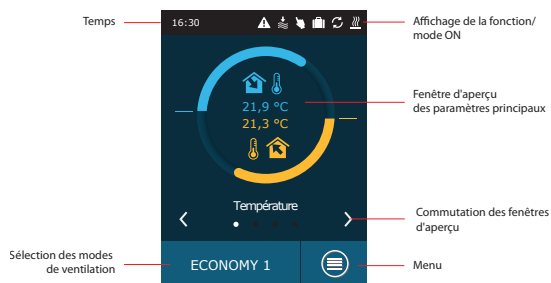 Temps
16:30
Affichage de la fonction/
mode ON
21,9 °C
21,3 °C
Fenêtre d'aperçu
des paramètres principaux
Température
Commutation des fenêtres
d'aperçu
Sélection des modes
de ventilation
ECONOMY 1
Menu